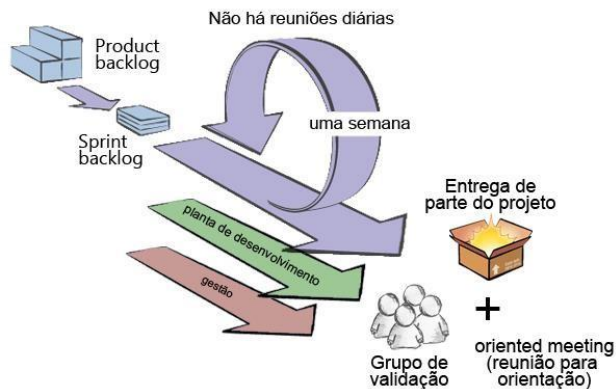 Não há reuniões diárias
Product
backlog
uma semana
Sprint
backlog
Entrega de
parte do projeto
planta de desenvolvimento
gestão
+
Grupo de
validação
oriented meeting
(reunião para
orientação)